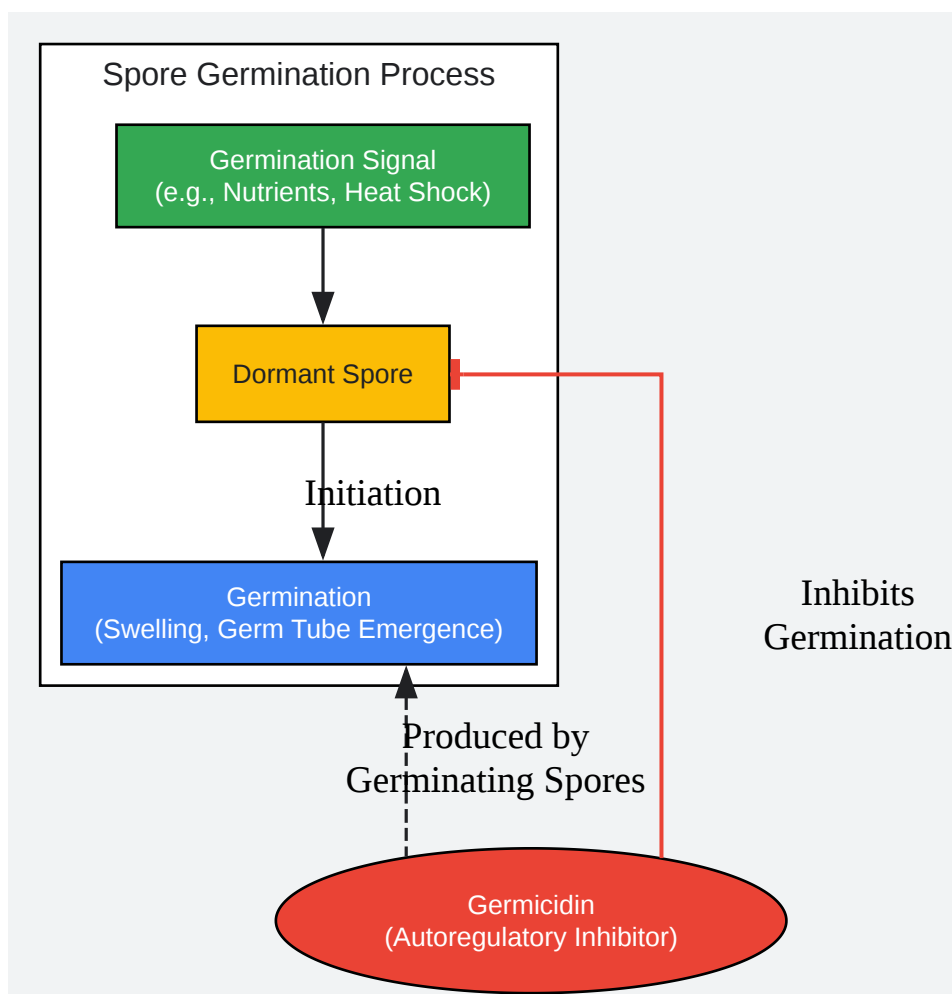 Spore Germination Process
Germination Signal
(e.g., Nutrients, Heat Shock)
Dormant Spore
Initiation
Germination
(Swelling, Germ Tube Emergence)
Inhibits
Germination
Produced by
Germinating Spores
Germicidin
(Autoregulatory Inhibitor)